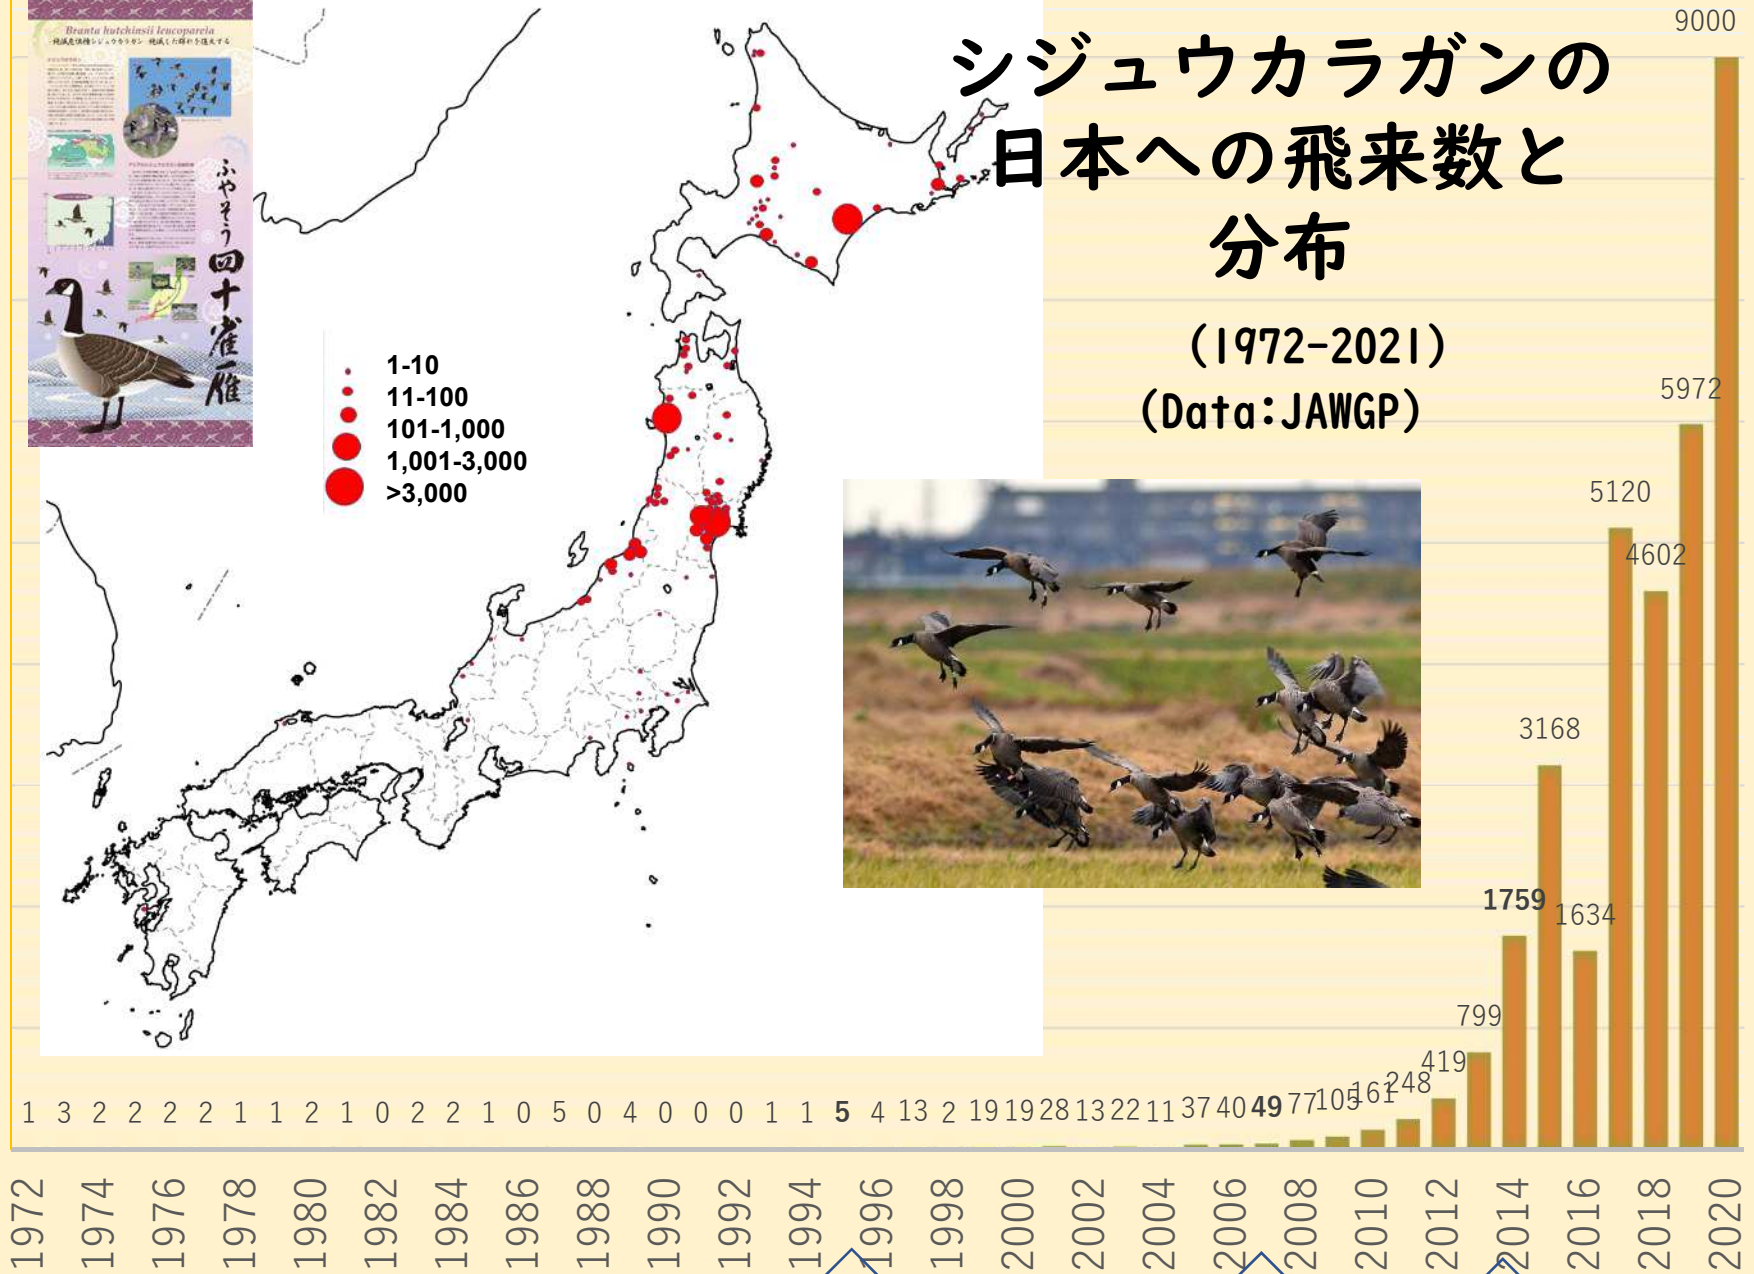 Branta hutchinsii leucopareia
ふやそう四十雀雁
シジュウカラガンの
日本への飛来数と
分布
(1972-2021)
(Data:JAWGP)
1-10
11-100
101-1,000
1,001-3,000
>3,000
1 3 2 2 2 2 1 1 2 1 0 2 2 1 0 5 0 4 0 0 0 1 1 5 4 13 2 19 19 28 13 22 11 37 40 49 77 105 161 248 419 799 1759 3168 1634 5120 4602 5972 9000
1972 1974 1976 1978 1980 1982 1984 1986 1988 1990 1992 1994 1996 1998 2000 2002 2004 2006 2008 2010 2012 2014 2016 2018 2020